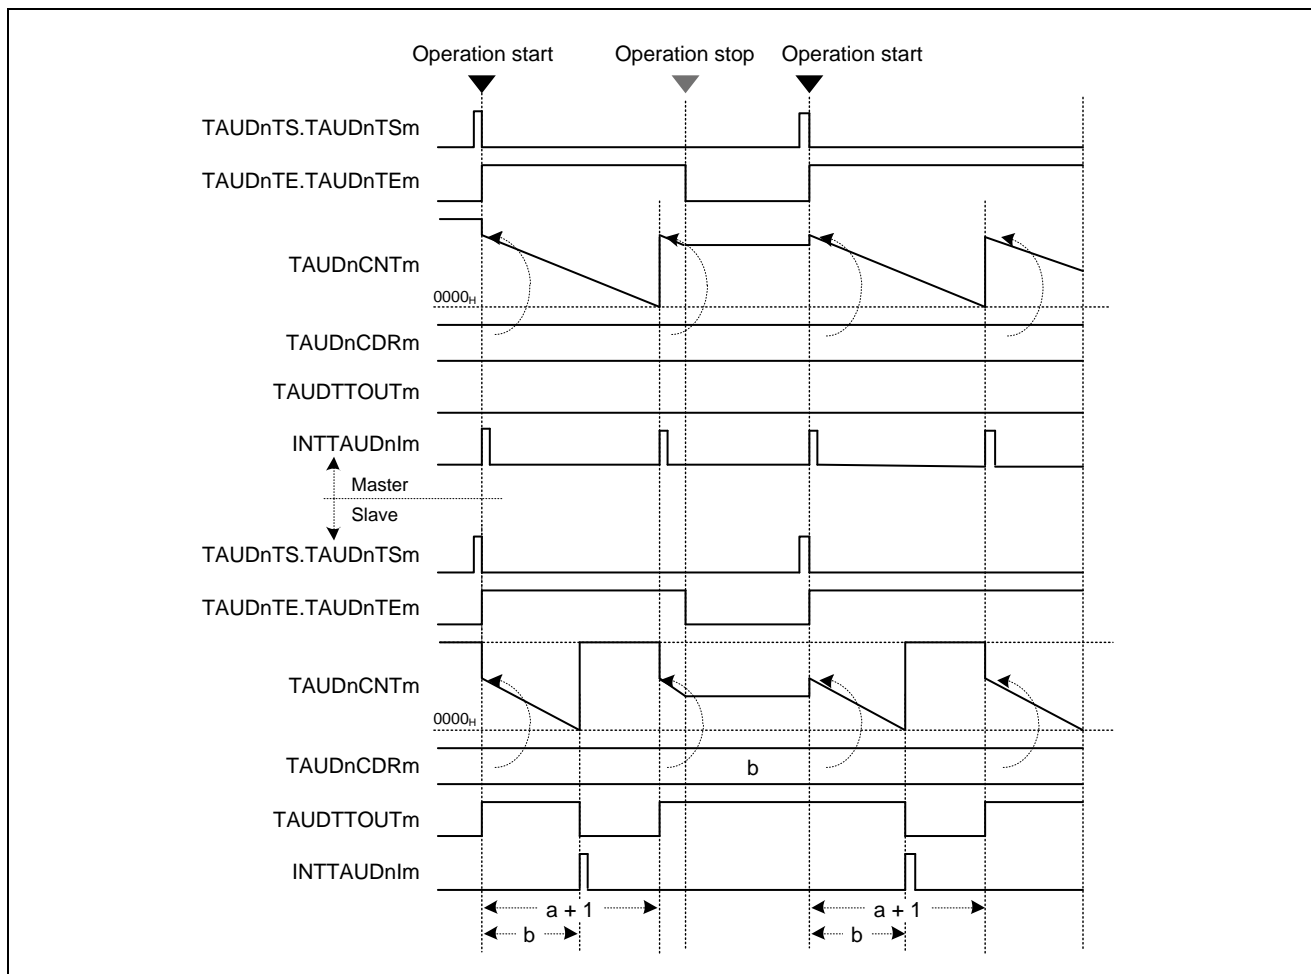 Operation start Operation stop Operation start
TAUDnTS.TAUDnTSm
TAUDnTE.TAUDnTEm
TAUDnCNTm
0000H
TAUDnCDRm
TAUDTTOUTm
INTTAUDnIm
Master
Slave
TAUDnTS.TAUDnTSm
TAUDnTE.TAUDnTEm
TAUDnCNTm
0000H
TAUDnCDRm b
TAUDTTOUTm
INTTAUDnIm
a + 1 a + 1
b b